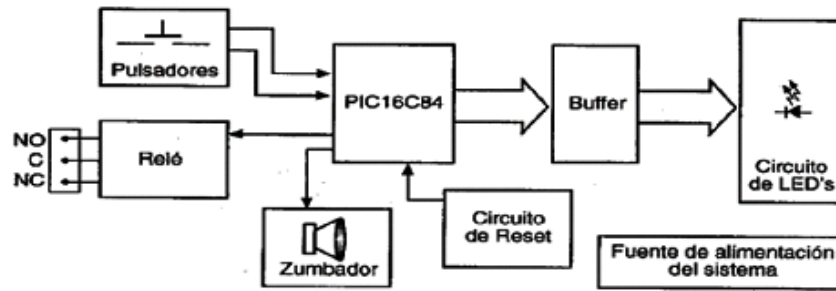 Pulsadores
PIC16C84
Buffer
NO
C
NC
Relé
Zumbador
Circuito
de Reset
Circuito
de LED's
Fuente de alimentación
del sistema